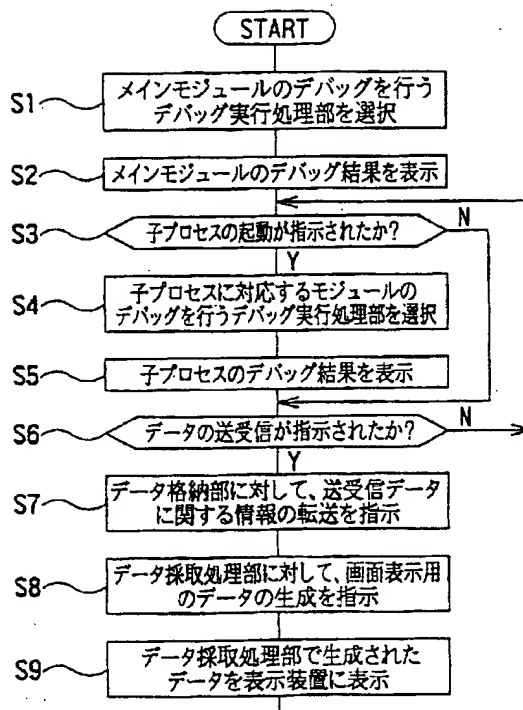 START
S1
メインモジュールのデバッグを行う
デバッグ実行処理部を選択
S2
メインモジュールのデバッグ結果を表示
S3
子プロセスの起動が指示されたか?
N
Y
S4
子プロセスに対応するモジュールの
デバッグを行うデバッグ実行処理部を選択
S5
子プロセスのデバッグ結果を表示
S6
データの送受信が指示されたか?
N
Y
S7
データ格納部に対して、送受信データ
に関する情報の転送を指示
S8
データ採取処理部に対して、画面表示用
のデータの生成を指示
S9
データ採取処理部で生成された
データを表示装置に表示